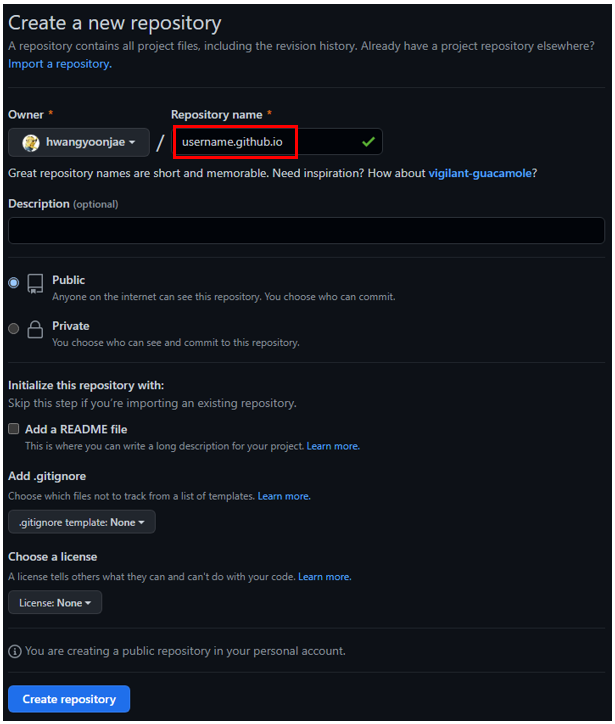 Create a new repository
A repository contains all project files, including the revision history. Already have a project repository elsewhere?
Import a repository.
Owner * Repository name *
hwangyoonjae / username.github.io
Great repository names are short and memorable. Need inspiration? How about vigilant-guacamole?
Description (optional)
Public
Anyone on the internet can see this repository. You choose who can commit.
Private
You choose who can see and commit to this repository.
Initialize this repository with:
Skip this step if you're importing an existing repository.
Add a README file
This is where you can write a long description for your project. Learn more.
Add .gitignore
Choose which files not to track from a list of templates. Learn more.
.gitignore template: None
Choose a license
A license tells others what they can and can't do with your code. Learn more.
License: None
You are creating a public repository in your personal account.
Create repository